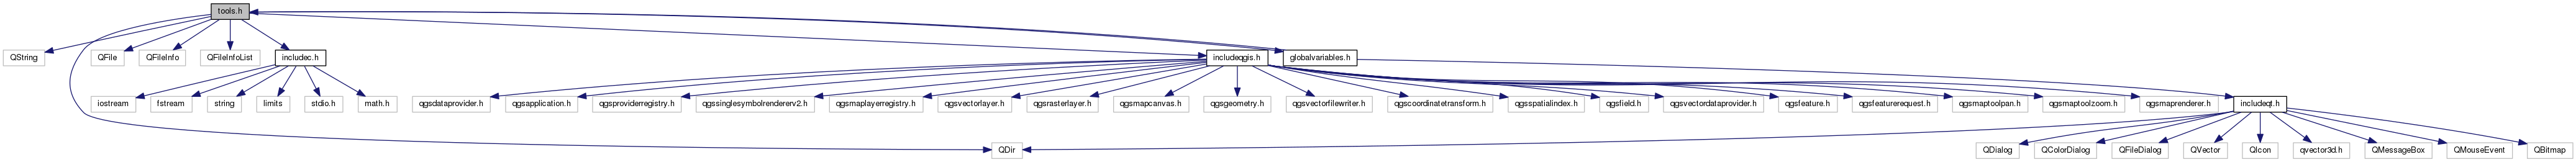 tools.h
QString
QFile
QFileInfo
QFileInfoList
includec.h
includeqgis.h
globalvariables.h
iostream
fstream
string
limits
stdio.h
math.h
qgsdataprovider.h
qgsapplication.h
qgsproviderregistry.h
qgssinglesymbolrendererv2.h
qgsmaplayerregistry.h
qgsvectorlayer.h
qgsrasterlayer.h
qgsmapcanvas.h
qgsgeometry.h
qgsvectorfilewriter.h
qgscoordinatetransform.h
qgsspatialindex.h
qgsfield.h
qgsvectordataprovider.h
qgsfeature.h
qgsfeaturerequest.h
qgsmaptoolpan.h
qgsmaptoolzoom.h
qgsmaprenderer.h
includeqt.h
QDir
QDialog
QColorDialog
QFileDialog
QVector
QIcon
qvector3d.h
QMessageBox
QMouseEvent
QBitmap